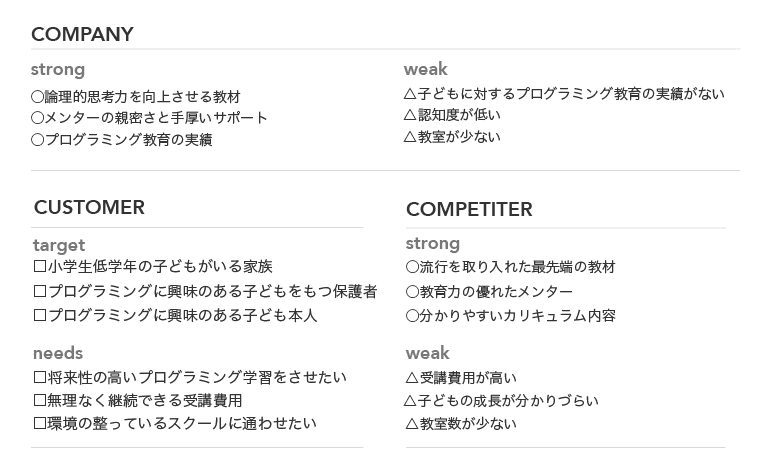 COMPANY
strong
○論理的思考力を向上させる教材
○メンターの親密さと手厚いサポート
○プログラミング教育の実績
weak
△子どもに対するプログラミング教育の実績がない
△認知度が低い
△教室が少ない
CUSTOMER
target
□小学生低学年の子どもがいる家族
□プログラミングに興味のある子どもをもつ保護者
□プログラミングに興味のある子ども本人
needs
□将来性の高いプログラミング学習をさせたい
□無理なく継続できる受講費用
□環境の整っているスクールに通わせたい
COMPETITER
strong
○流行を取り入れた最先端の教材
○教育力の優れたメンター
○分かりやすいカリキュラム内容
weak
△受講費用が高い
△子どもの成長が分かりづらい
△教室数が少ない